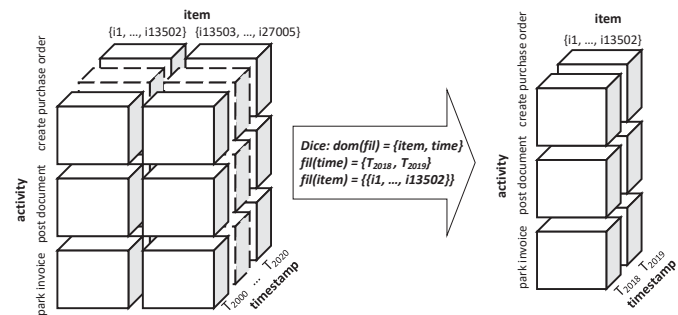 item
{i1, ..., i13502} {i13503, ..., i27005}
activity
create purchase order
post document
park invoice
T2000 ... T2020
timestamp
Dice: dom(fil) = {item, time}
fil(time) = {T2018 , T2019}
fil(item) = {{i1, ..., i13502}}
item
{i1, ..., i13502}
activity
create purchase order
post document
park invoice
T2018 T2019
timestamp